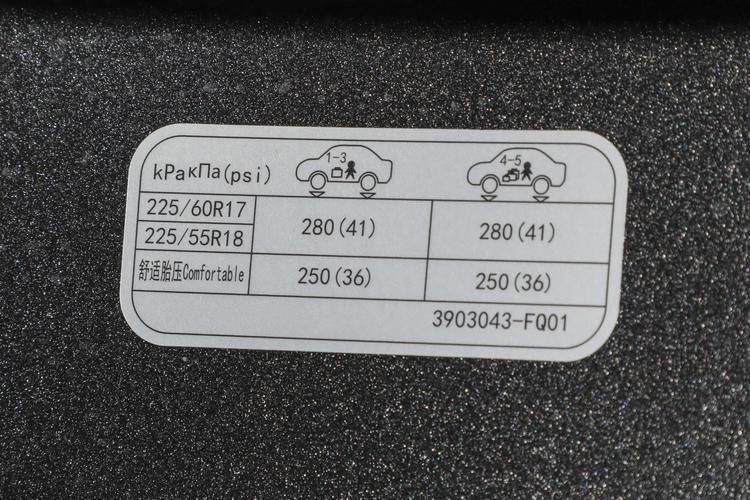 kPa кПа(psi) 1-3 4-5
225/60R17 280(41) 280(41)
225/55R18
舒适胎压Comfortable 250(36) 250(36)
3903043-FQ01